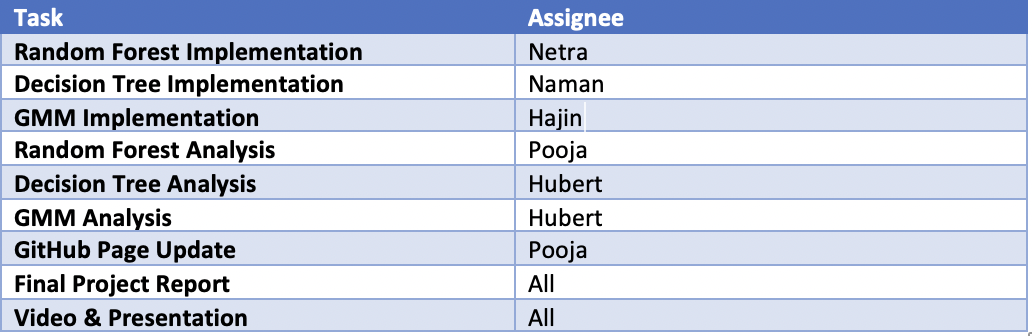 Task Assignee
Random Forest Implementation Netra
Decision Tree Implementation Naman
GMM Implementation Hajin
Random Forest Analysis Pooja
Decision Tree Analysis Hubert
GMM Analysis Hubert
GitHub Page Update Pooja
Final Project Report All
Video & Presentation All